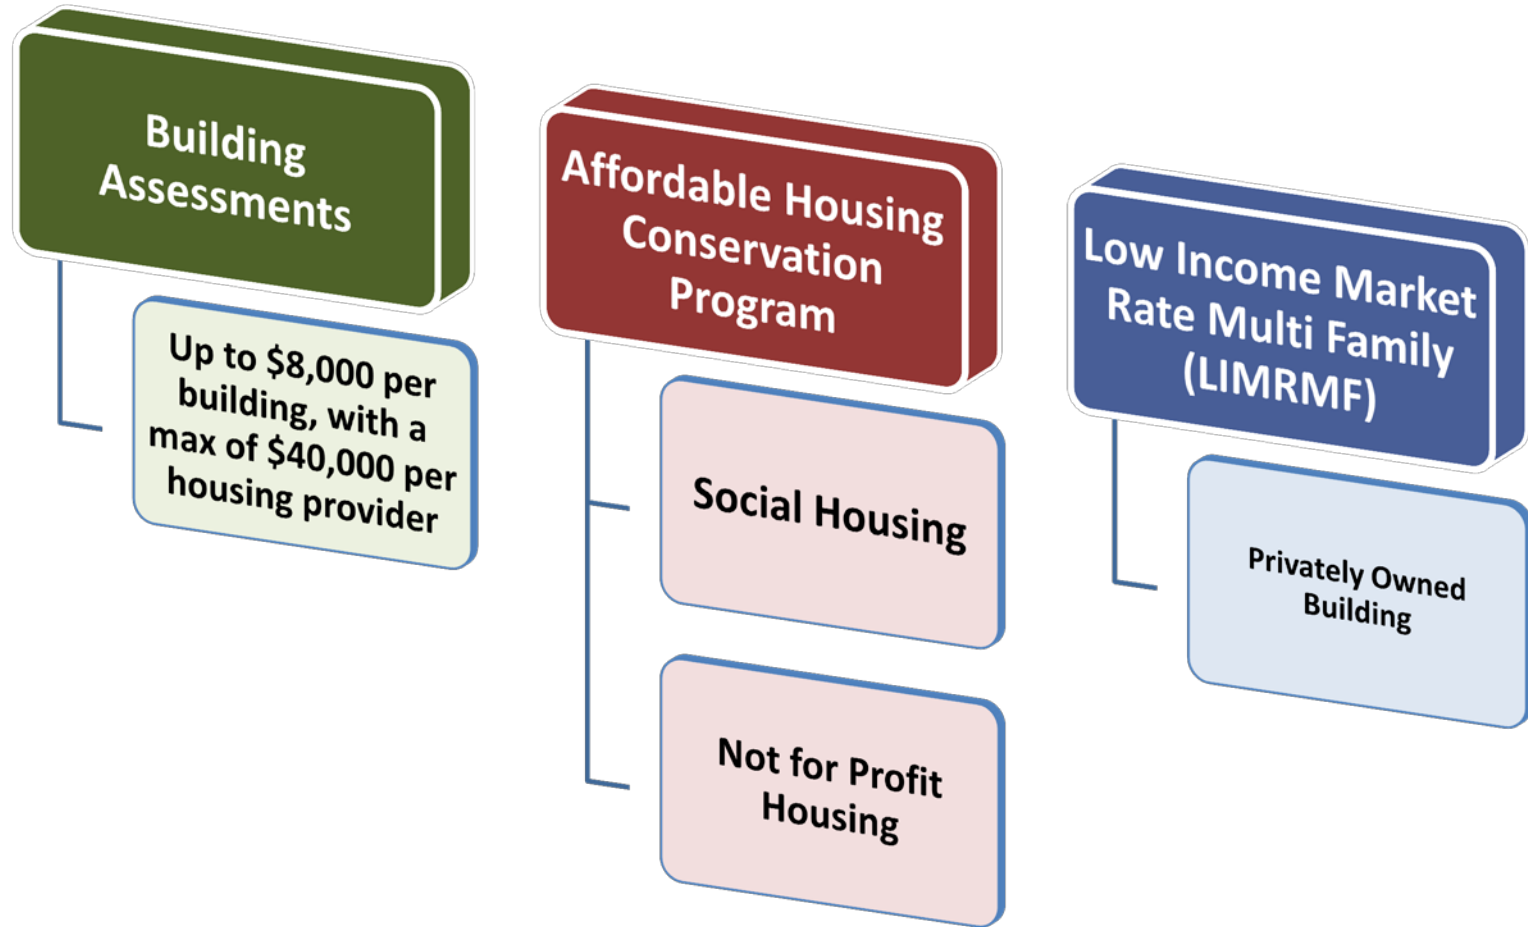 Building
Assessments
Up to $8,000 per
building, with a
max of $40,000 per
housing provider
Affordable Housing
Conservation
Program
Social Housing
Not for Profit
Housing
Low Income Market
Rate Multi Family
(LIMRMF)
Privately Owned
Building